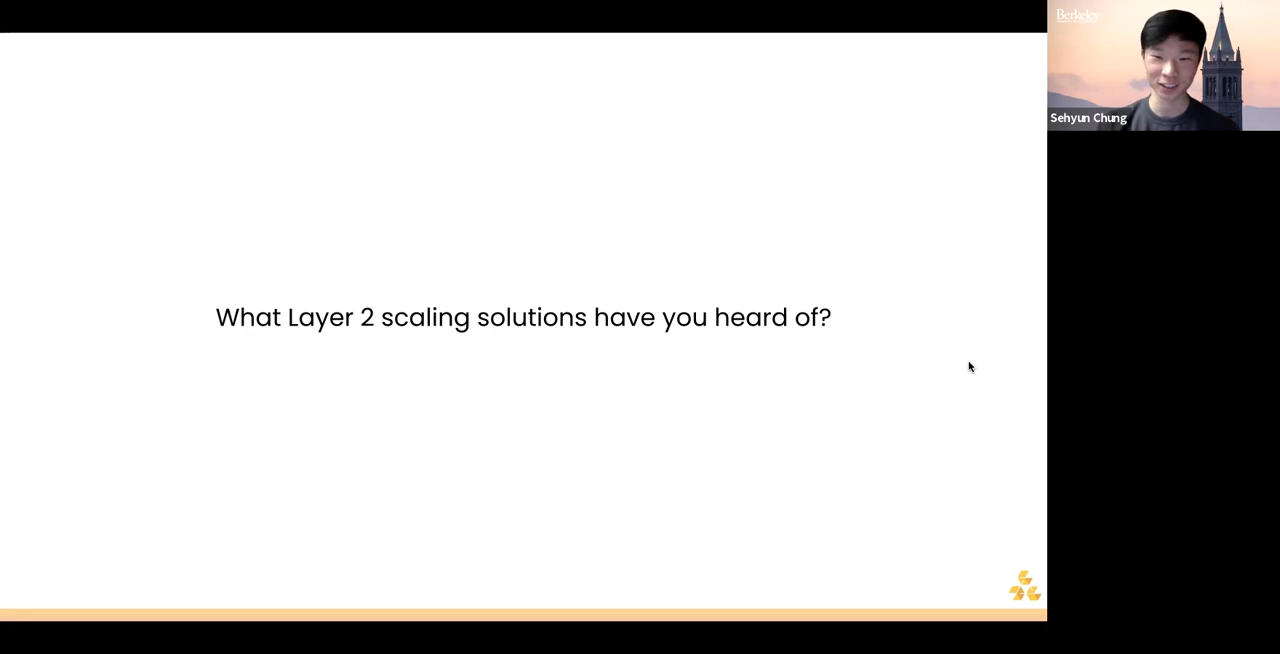 What Layer 2 scaling solutions have you heard of?
Berkeley
Sehyun Chung